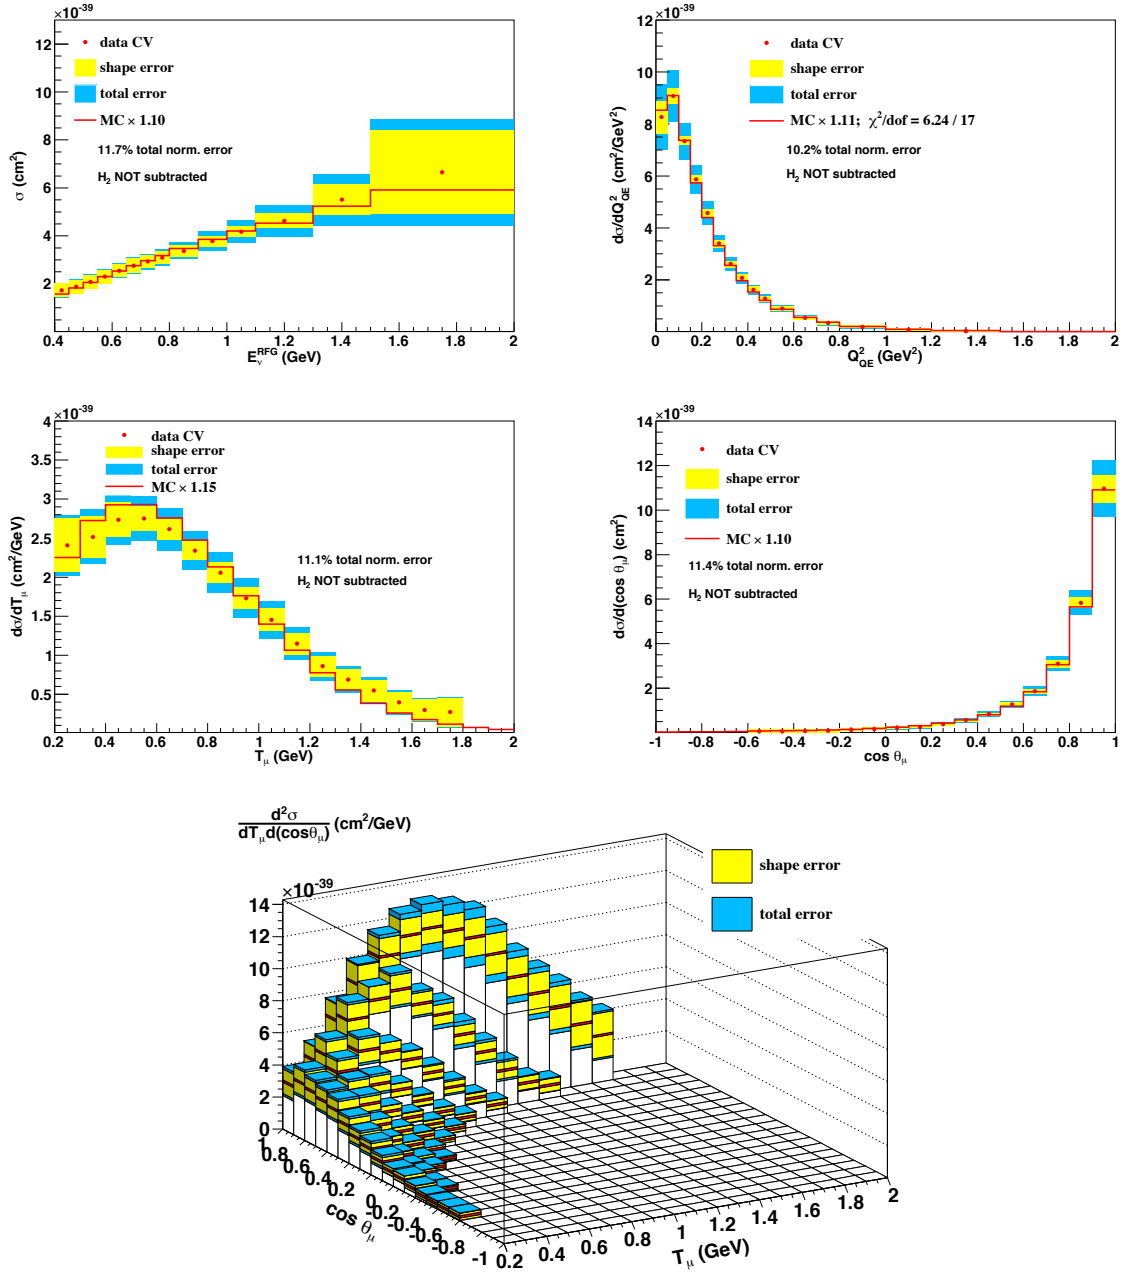 ×10⁻³⁹
12
10
8
6
4
2
σ (cm²)
data CV
shape error
total error
MC × 1.10
11.7% total norm. error
H₂ NOT subtracted
0.4 0.6 0.8 1 1.2 1.4 1.6 1.8 2
E_ν^RFG (GeV)
×10⁻³⁹
12
10
8
6
4
2
0
dσ/dQ²_QE (cm²/GeV²)
data CV
shape error
total error
MC × 1.11; χ²/dof = 6.24 / 17
10.2% total norm. error
H₂ NOT subtracted
0 0.2 0.4 0.6 0.8 1 1.2 1.4 1.6 1.8 2
Q²_QE (GeV²)
×10⁻³⁹
4
3.5
3
2.5
2
1.5
1
0.5
dσ/dT_μ (cm²/GeV)
data CV
shape error
total error
MC × 1.15
11.1% total norm. error
H₂ NOT subtracted
0.2 0.4 0.6 0.8 1 1.2 1.4 1.6 1.8 2
T_μ (GeV)
×10⁻³⁹
14
12
10
8
6
4
2
dσ/d(cos θ_μ) (cm²)
data CV
shape error
total error
MC × 1.10
11.4% total norm. error
H₂ NOT subtracted
-1 -0.8 -0.6 -0.4 -0.2 0 0.2 0.4 0.6 0.8 1
cos θ_μ
d²σ
dT_μd(cosθ_μ) (cm²/GeV)
×10⁻³⁹
shape error
total error
14
12
10
8
6
4
2
0
1 0.8 0.6 0.4 0.2 0 -0.2 -0.4 -0.6 -0.8 -1
cos θ_μ
0.2 0.4 0.6 0.8 1 1.2 1.4 1.6 1.8 2
T_μ (GeV)